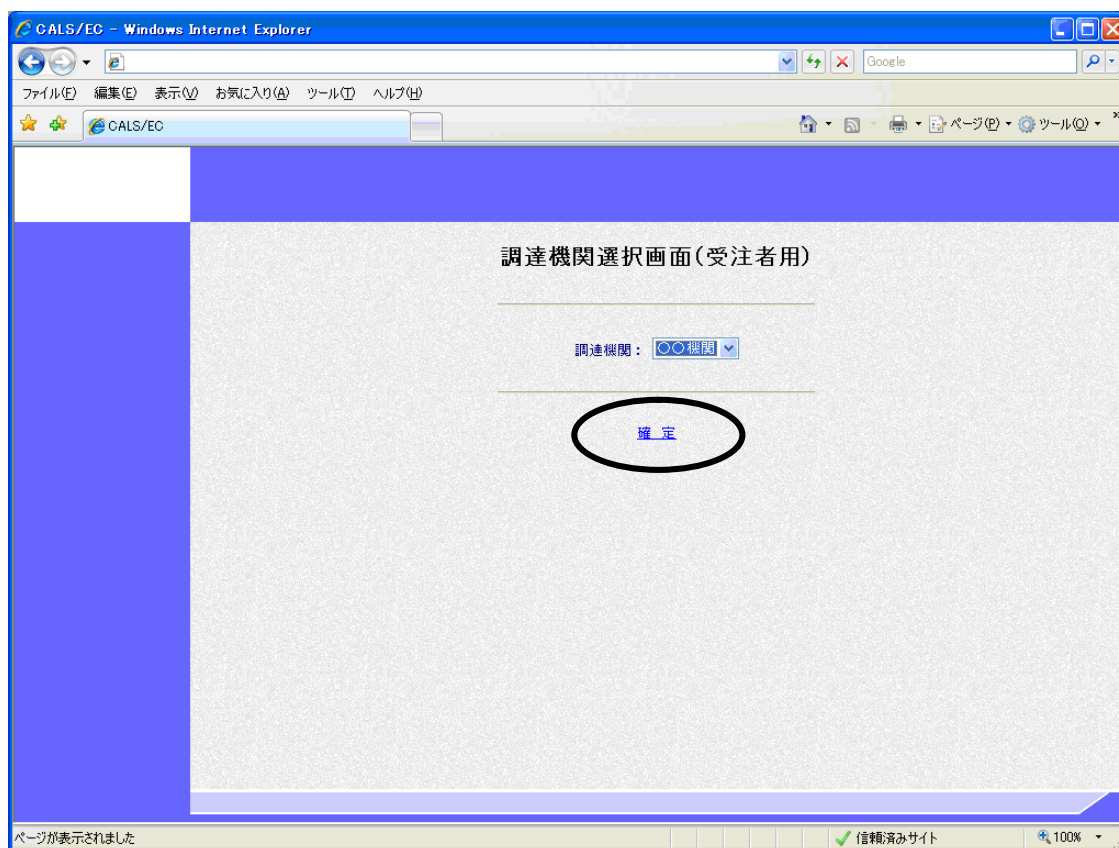 CALS/EC - Windows Internet Explorer
Google
ファイル(F) 編集(E) 表示(V) お気に入り(A) ツール(T) ヘルプ(H)
CALS/EC
ページ(P) ツール(O)
調達機関選択画面(受注者用)
調達機関： 〇〇機関
確 定
ページが表示されました
信頼済みサイト
100%